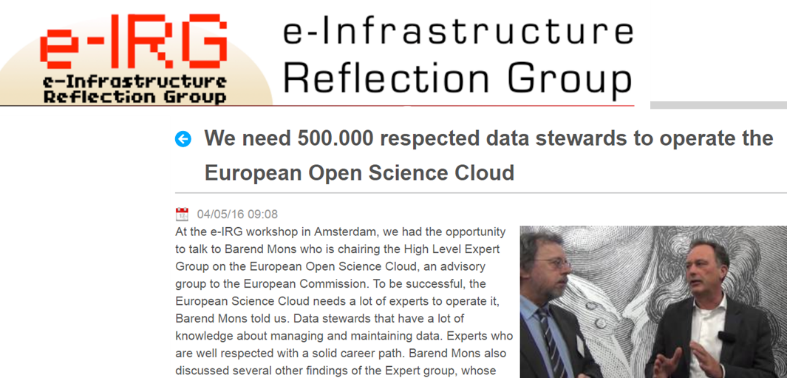 e-IRG
e-Infrastructure
Reflection Group
e-Infrastructure
Reflection Group
We need 500.000 respected data stewards to operate the
European Open Science Cloud
04/05/16 09:08
At the e-IRG workshop in Amsterdam, we had the opportunity
to talk to Barend Mons who is chairing the High Level Expert
Group on the European Open Science Cloud, an advisory
group to the European Commission. To be successful, the
European Science Cloud needs a lot of experts to operate it,
Barend Mons told us. Data stewards that have a lot of
knowledge about managing and maintaining data. Experts who
are well respected with a solid career path. Barend Mons also
discussed several other findings of the Expert group, whose